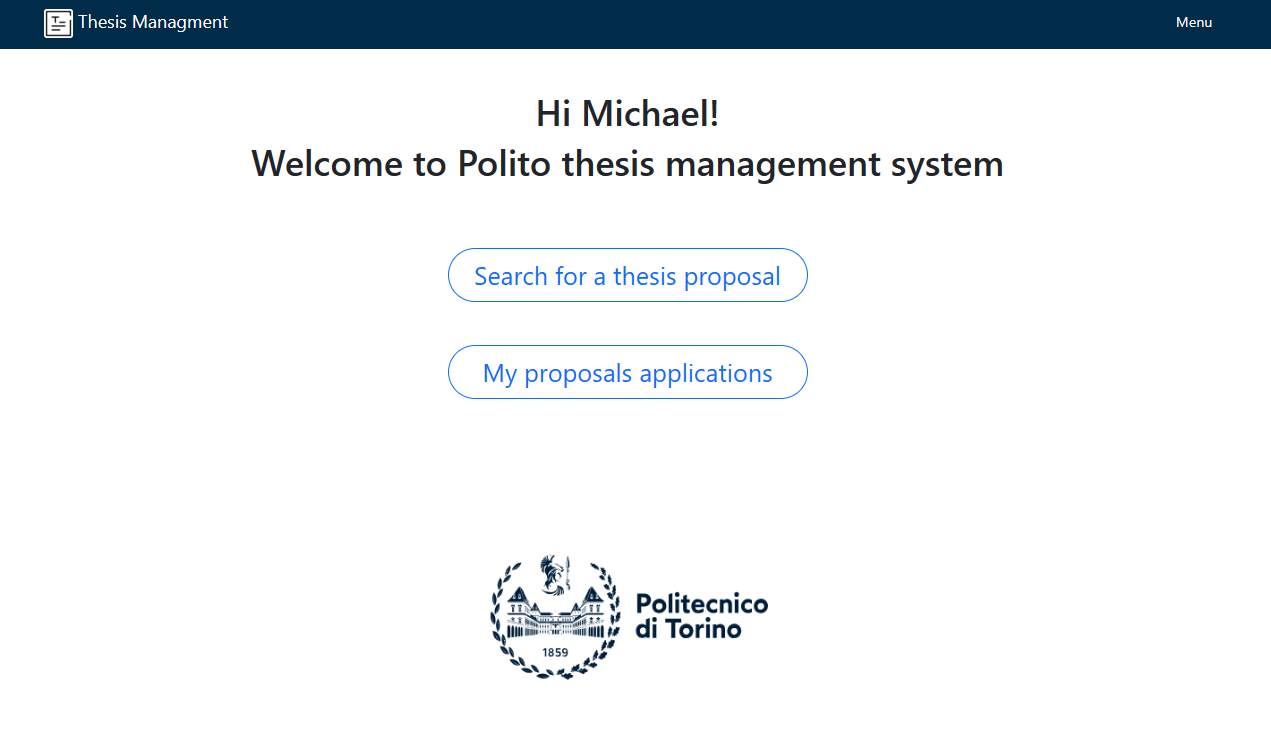 Thesis Managment
Menu
Hi Michael!
Welcome to Polito thesis management system
Search for a thesis proposal
My proposals applications
Politecnico
di Torino
1859